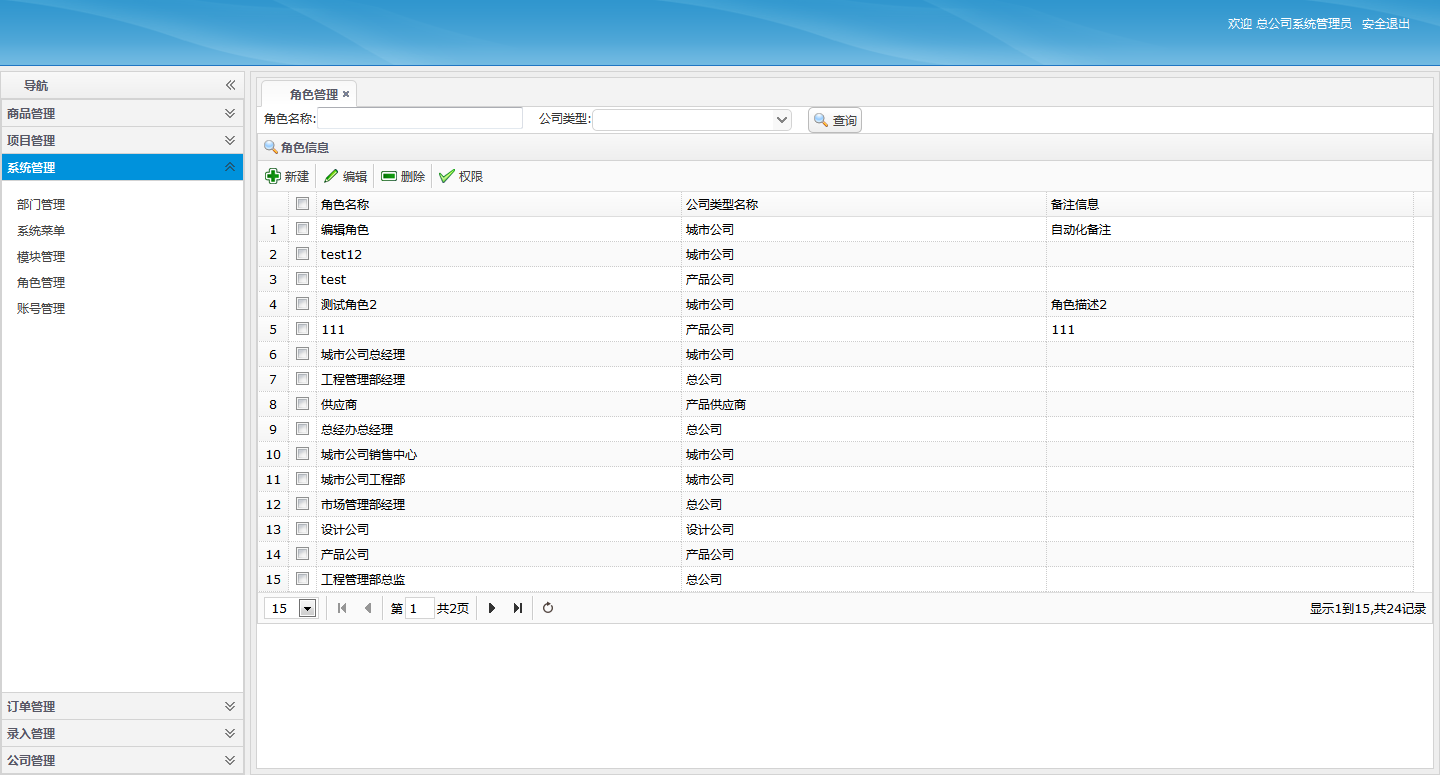 欢迎 总公司系统管理员 安全退出
导航
商品管理
项目管理
系统管理
部门管理
系统菜单
模块管理
角色管理
账号管理
订单管理
录入管理
公司管理
角色管理
角色名称: 公司类型: 查询
角色信息
新建 编辑 删除 权限
角色名称 公司类型名称 备注信息
1 编辑角色 城市公司 自动化备注
2 test12 城市公司
3 test 产品公司
4 测试角色2 城市公司 角色描述2
5 111 产品公司 111
6 城市公司总经理 城市公司
7 工程管理部经理 总公司
8 供应商 产品供应商
9 总经办总经理 总公司
10 城市公司销售中心 城市公司
11 城市公司工程部 城市公司
12 市场管理部经理 总公司
13 设计公司 设计公司
14 产品公司 产品公司
15 工程管理部总监 总公司
15 第 1 共2页 显示1到15,共24记录